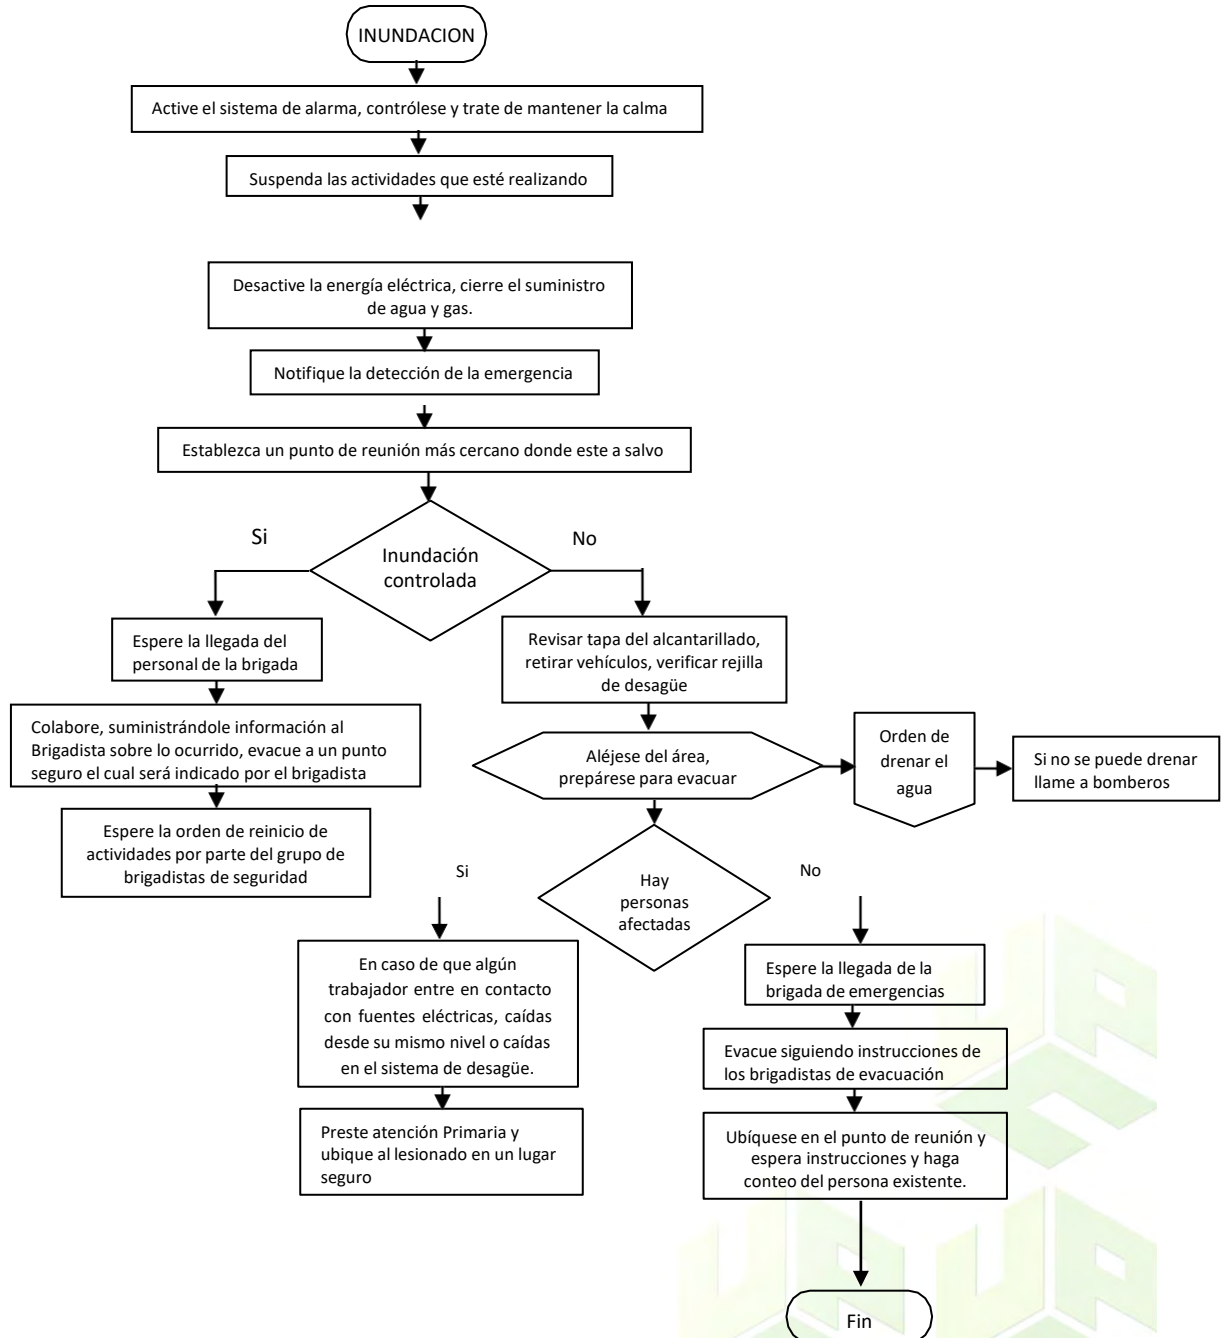 INUNDACION
Active el sistema de alarma, contrólese y trate de mantener la calma
Suspenda las actividades que esté realizando
Desactive la energía eléctrica, cierre el suministro
de agua y gas.
Notifique la detección de la emergencia
Establezca un punto de reunión más cercano donde este a salvo
Inundación
controlada
Si
No
Espere la llegada del
personal de la brigada
Colabore, suministrándole información al
Brigadista sobre lo ocurrido, evacue a un punto
seguro el cual será indicado por el brigadista
Espere la orden de reinicio de
actividades por parte del grupo de
brigadistas de seguridad
Revisar tapa del alcantarillado,
retirar vehículos, verificar rejilla
de desagüe
Aléjese del área,
prepárese para evacuar
Orden de
drenar el
agua
Si no se puede drenar
llame a bomberos
Hay
personas
afectadas
Si
No
En caso de que algún
trabajador entre en contacto
con fuentes eléctricas, caídas
desde su mismo nivel o caídas
en el sistema de desagüe.
Preste atención Primaria y
ubique al lesionado en un lugar
seguro
Espere la llegada de la
brigada de emergencias
Evacue siguiendo instrucciones de
los brigadistas de evacuación
Ubíquese en el punto de reunión y
espera instrucciones y haga
conteo del persona existente.
Fin